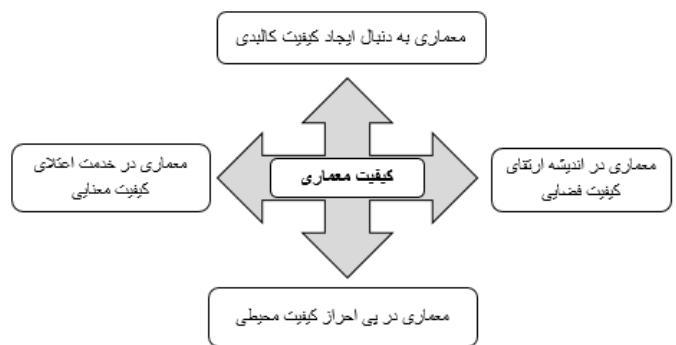 معماری به دنبال ایجاد کیفیت کالبدی
معماری در اندیشه ارتقای
کیفیت فضایی
کیفیت معماری
معماری در خدمت اعتلای
کیفیت معنایی
معماری در پی احراز کیفیت محیطی